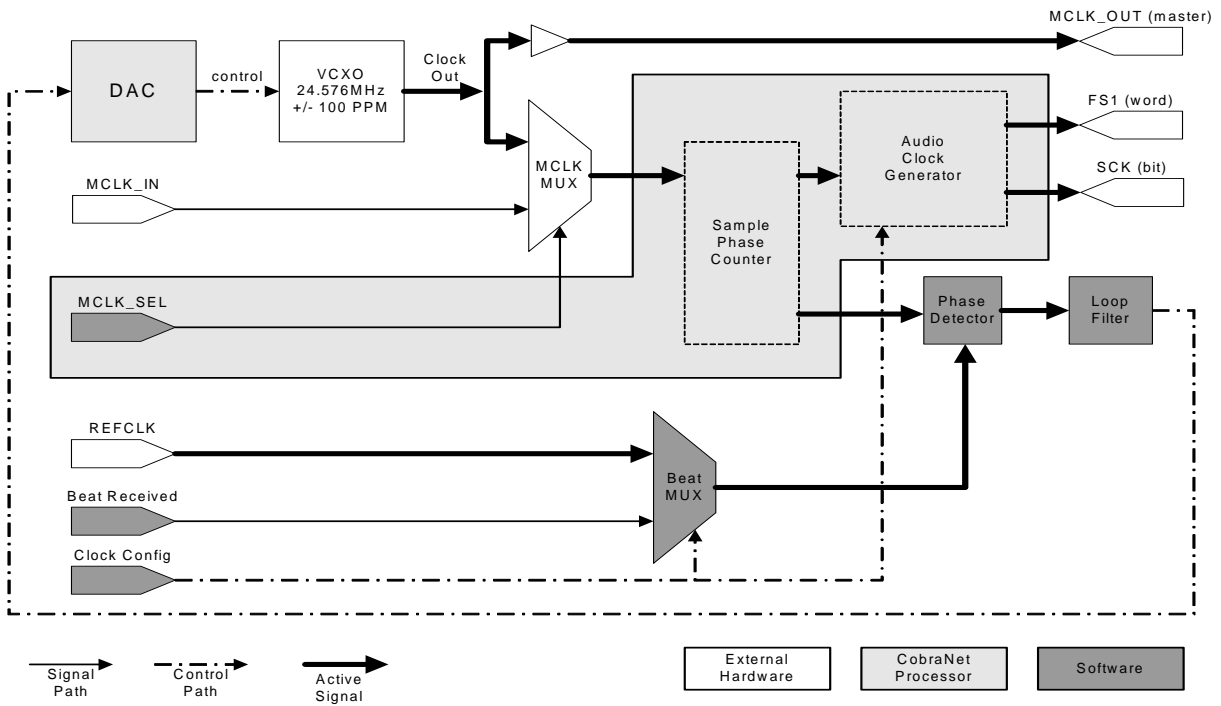 MCLK_OUT (master)
Clock
Out
DAC
control
VCXO
24.576MHz
+/- 100 PPM
FS1 (word)
Audio
Clock
Generator
MCLK
MUX
SCK (bit)
MCLK_IN
Sample
Phase
Counter
MCLK_SEL
Phase
Detector
Loop
Filter
REFCLK
Beat
MUX
Beat Received
Clock Config
Signal
Path
Control
Path
Active
Signal
External
Hardware
CobraNet
Processor
Software